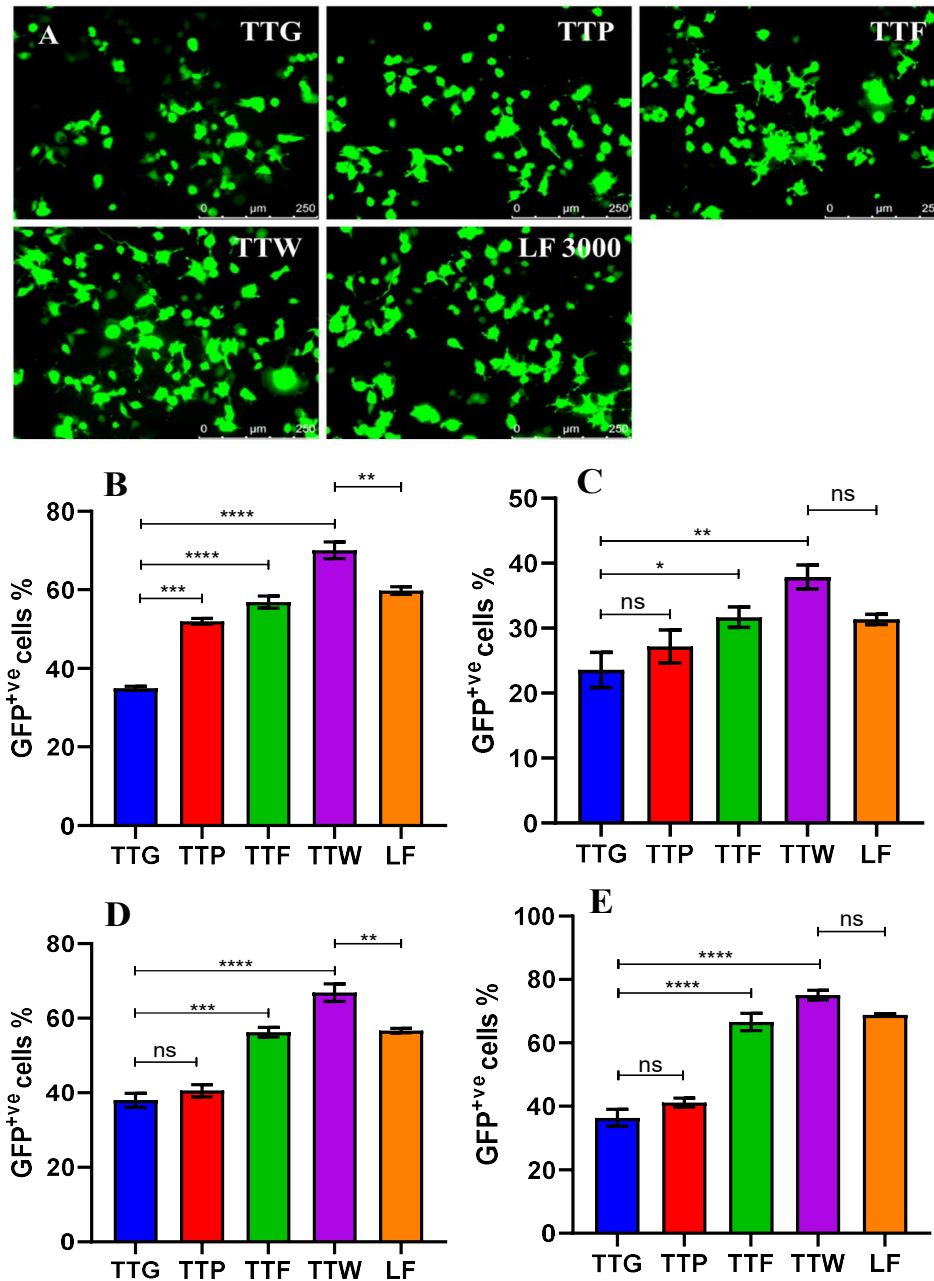 A TTG TTP TTF
0 µm 250 0 µm 250 0 µm 250
TTW LF 3000
0 µm 250 0 µm 250
B
**
****
****
***
80
60
40
20
0
GFP+ve cells %
TTG TTP TTF TTW LF
C
ns
**
*
ns
50
40
30
20
10
0
GFP+ve cells %
TTG TTP TTF TTW LF
D
**
****
***
ns
80
60
40
20
0
GFP+ve cells %
TTG TTP TTF TTW LF
E
ns
****
****
ns
100
80
60
40
20
0
GFP+ve cells %
TTG TTP TTF TTW LF